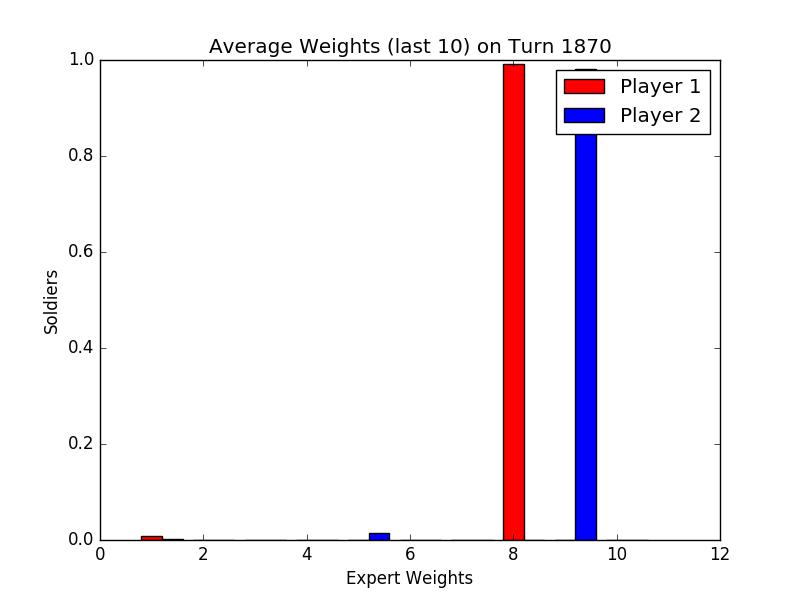 Average Weights (last 10) on Turn 1870
1.0
0.8
0.6
0.4
0.2
0.0
Soldiers
Player 1
Player 2
0 2 4 6 8 10 12
Expert Weights